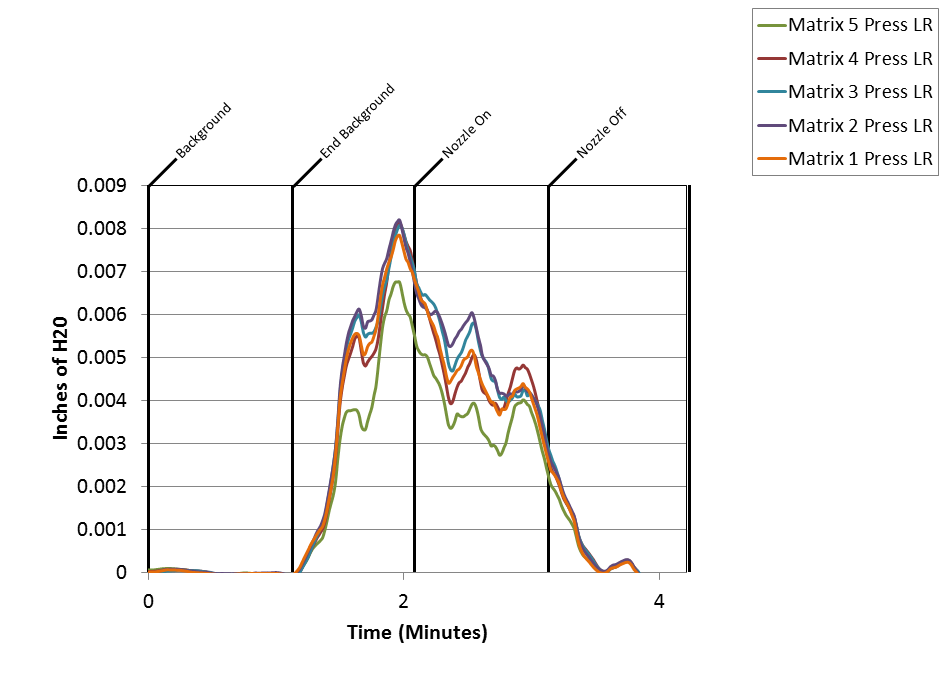 Matrix 5 Press LR
Matrix 4 Press LR
Matrix 3 Press LR
Matrix 2 Press LR
Matrix 1 Press LR
Background
End Background
Nozzle On
Nozzle Off
0.009
0.008
0.007
0.006
0.005
0.004
0.003
0.002
0.001
0
Inches of H20
0 2 4
Time (Minutes)